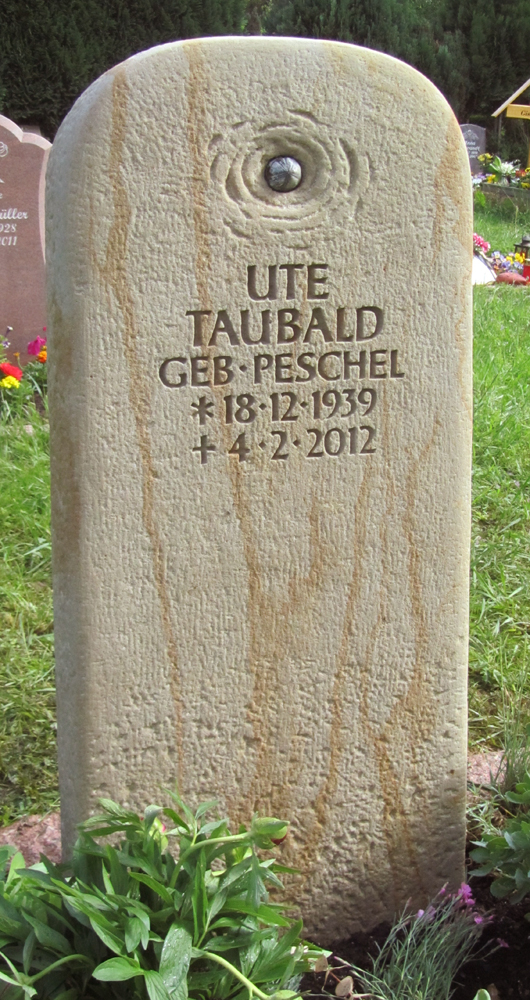 UTE
TAUBALD
GEB·PESCHEL
* 18·12·1939
+ 4·2·2012